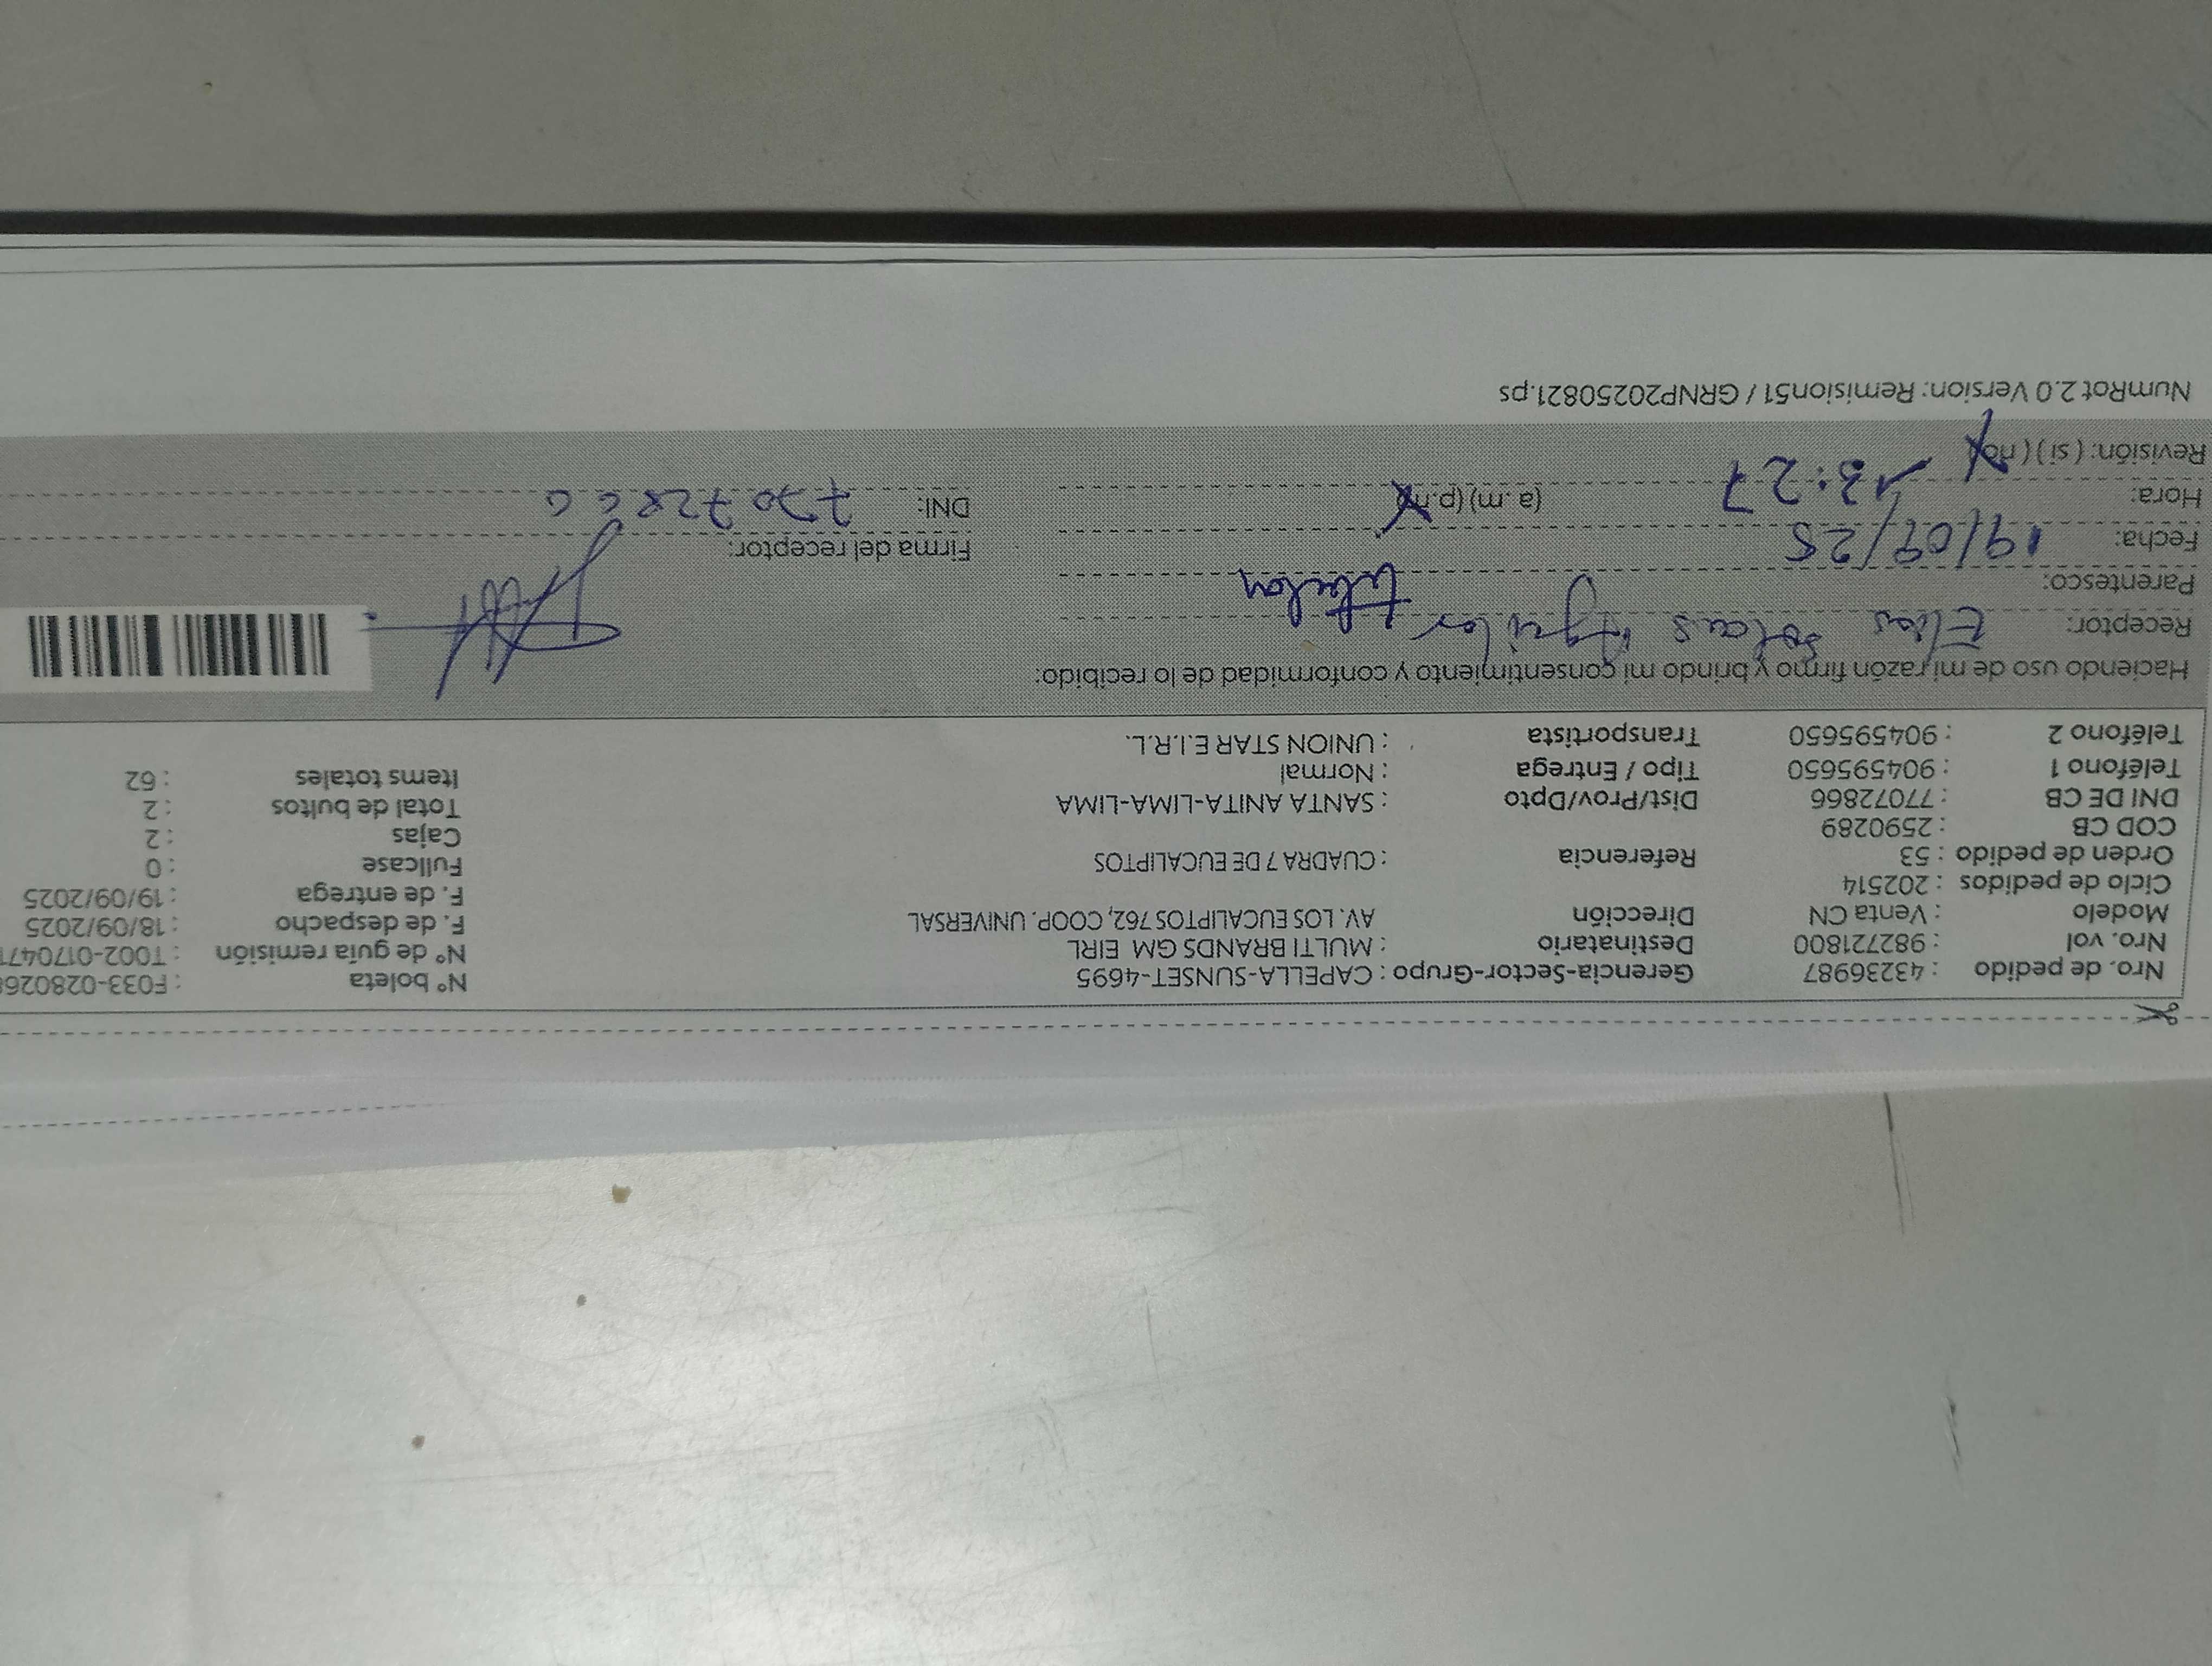 Nro. de pedido : 43236987 Gerencia-Sector-Grupo : CAPELLA-SUNSET-4695 N° boleta : F033-028026
Nro. vol : 982721800 Destinatario : MULTI BRANDS GM EIRL N° de guía remisión : T002-0170471
Modelo : Venta CN Dirección AV. LOS EUCALIPTOS 762, COOP. UNIVERSAL F. de despacho : 18/09/2025
Ciclo de pedidos : 202514 F. de entrega : 19/09/2025
Orden de pedido : 53 Referencia : CUADRA 7 DE EUCALIPTOS Fullcase : 0
COD CB : 2590289 Cajas : 2
DNI DE CB : 77072866 Dist/Prov/Dpto : SANTA ANITA-LIMA-LIMA Total de bultos : 2
Teléfono 1 : 904595650 Tipo / Entrega : Normal Items totales : 62
Teléfono 2 : 904595650 Transportista : UNION STAR E.I.R.L.
Haciendo uso de mi razón firmo y brindo mi consentimiento y conformidad de lo recibido:
Receptor: Elias Aguilar
Parentesco: titular
Fecha: 19/09/25 Firma del receptor:
Hora: 13:27 (a. m) (p.m) DNI: 77072866
Revisión: ( si ) ( no )
NumRot 2.0 Version: Remision51 / GRNP20250821.ps